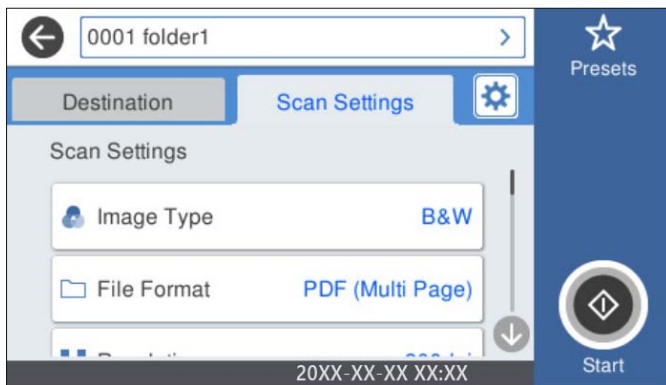 0001 folder1
Presets
Destination
Scan Settings
Scan Settings
Image Type B&W
File Format PDF (Multi Page)
20XX-XX-XX XX:XX
Start